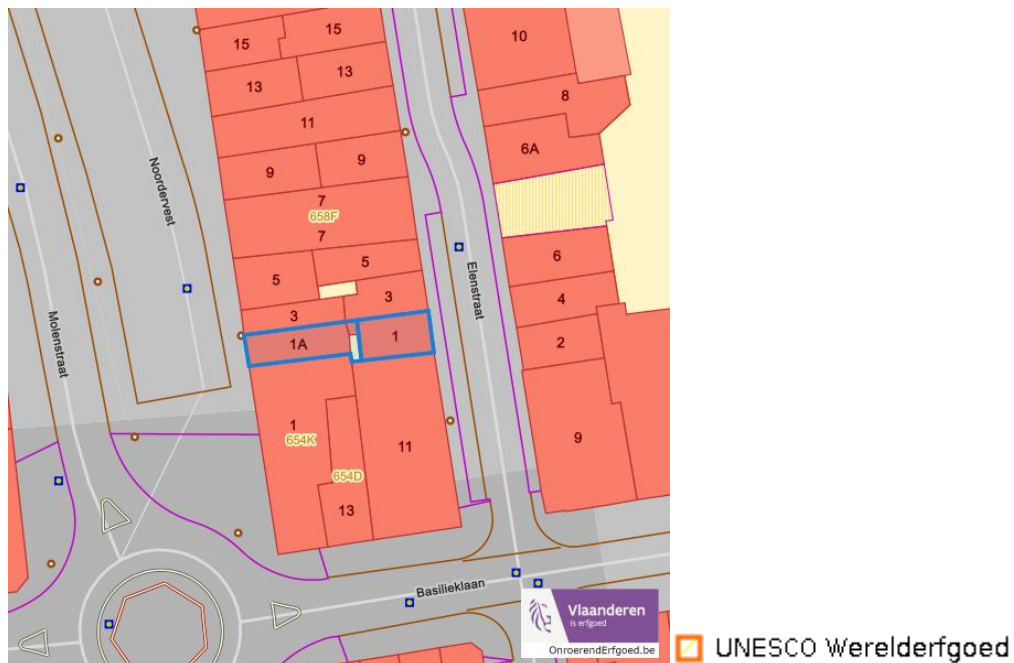 15
15
10
13
13
8
11
6A
9
9
Noordervest
7
658F
7
5
5
6
Elenstraat
3
3
4
Molenstraat
1A
1
2
1
654K
11
9
654D
13
Basilieklaan
Vlaanderen
is erfgoed
OnroerendErfgoed.be
UNESCO Werelderfgoed